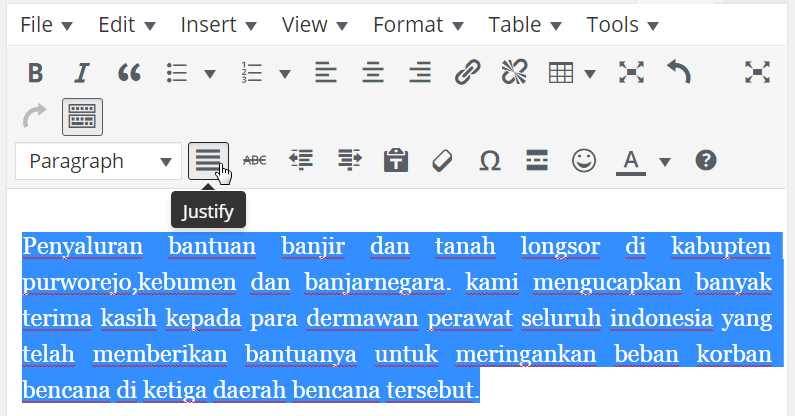 File Edit Insert View Format Table Tools
B I
Paragraph ABC T Ω A ?
Justify
Penyaluran bantuan banjir dan tanah longsor di kabupten
purworejo,kebumen dan banjarnegara. kami mengucapkan banyak
terima kasih kepada para dermawan perawat seluruh indonesia yang
telah memberikan bantuanya untuk meringankan beban korban
bencana di ketiga daerah bencana tersebut.